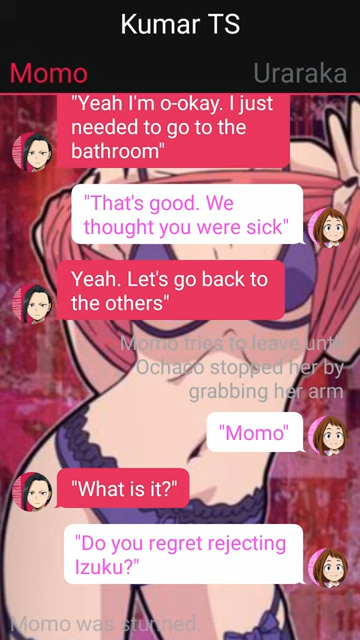 Kumar TS
Momo
Uraraka
"Yeah I'm o-okay. I just
needed to go to the
bathroom"
"That's good. We
thought you were sick"
Yeah. Let's go back to
the others"
Momo tries to leave until
Ochaco stopped her by
grabbing her arm
"Momo"
"What is it?"
"Do you regret rejecting
Izuku?"
Momo was stunned.